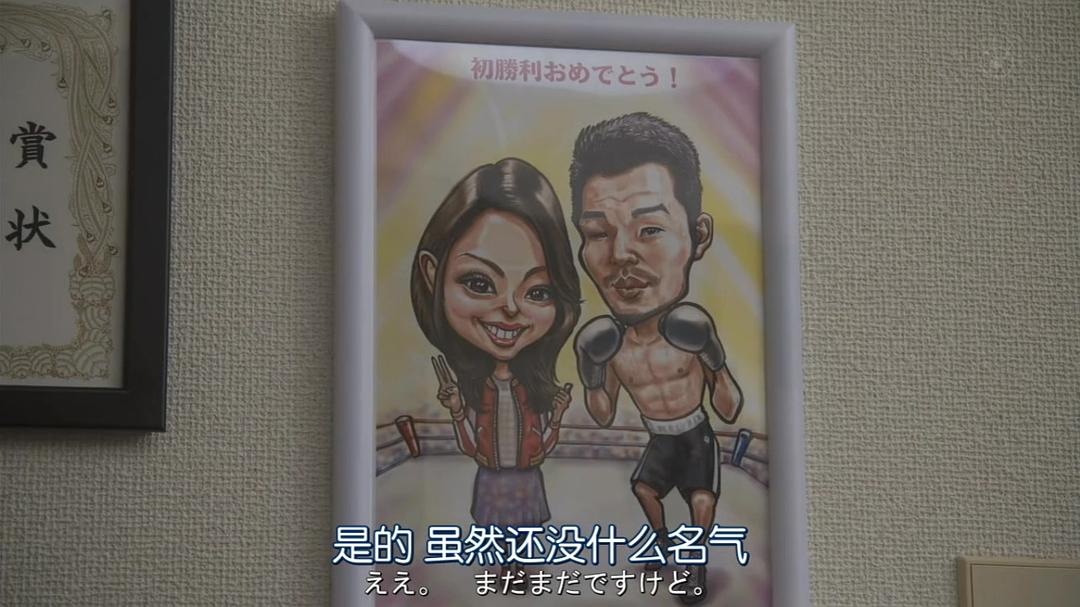 賞
状
初勝利おめでとう！
是的 虽然还没什么名气
ええ。　まだまだですけど。